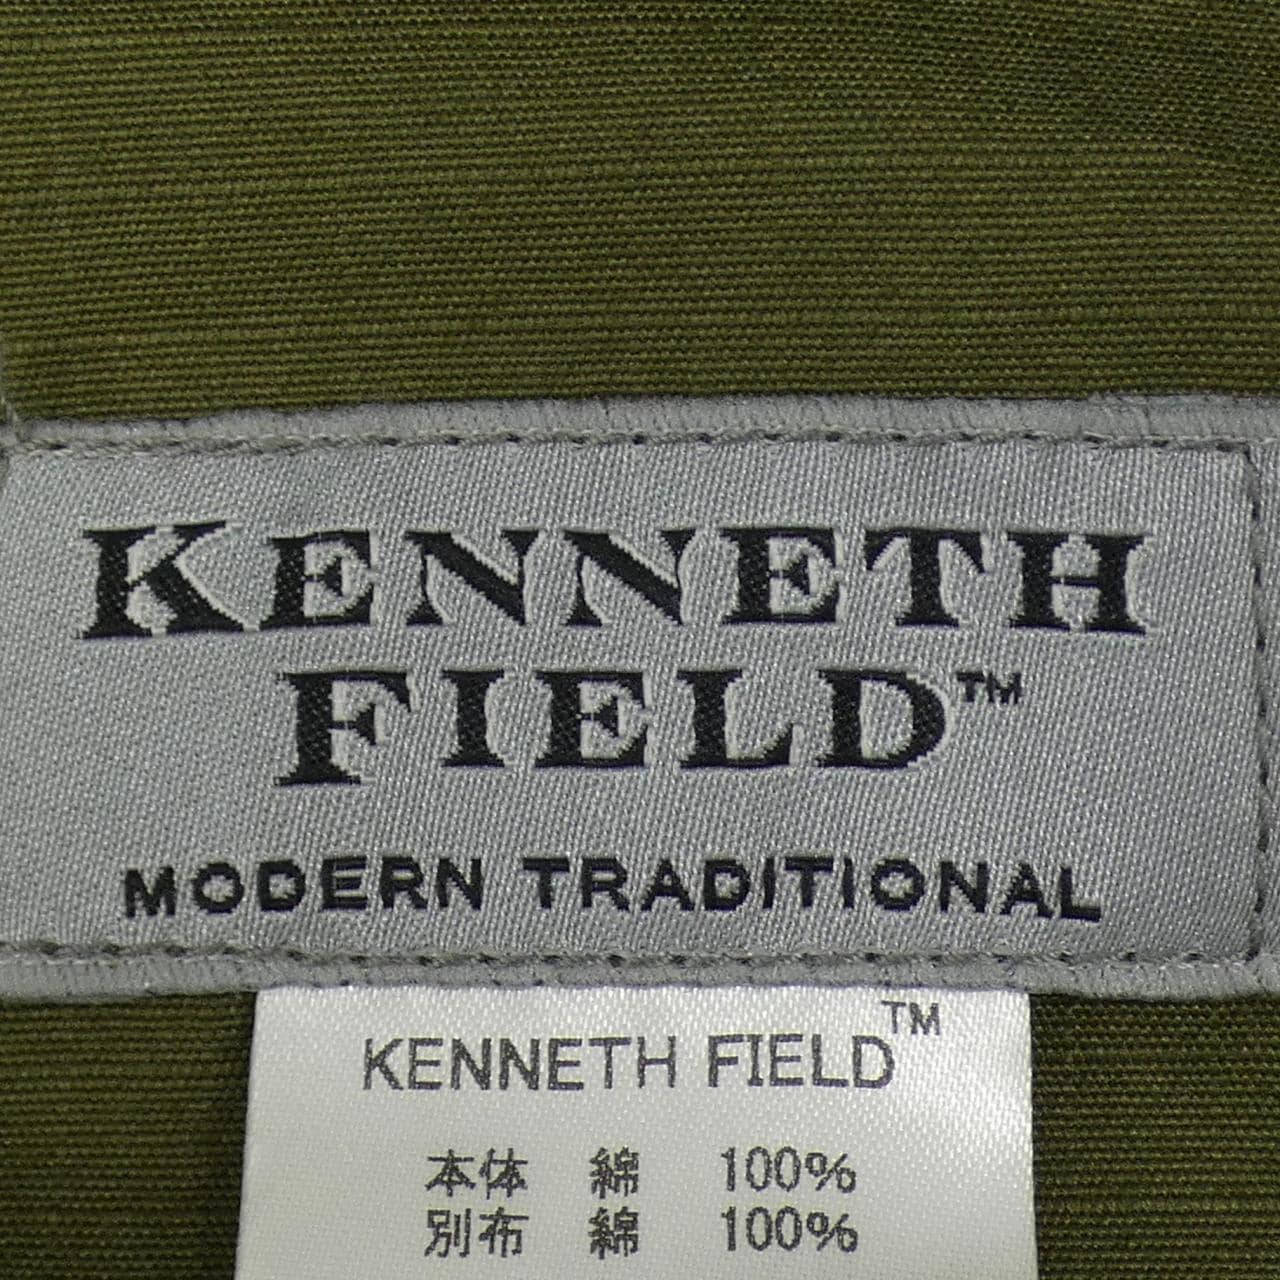 KENNETH
FIELD™
MODERN TRADITIONAL
KENNETH FIELD™
本体 綿 100%
別布 綿 100%